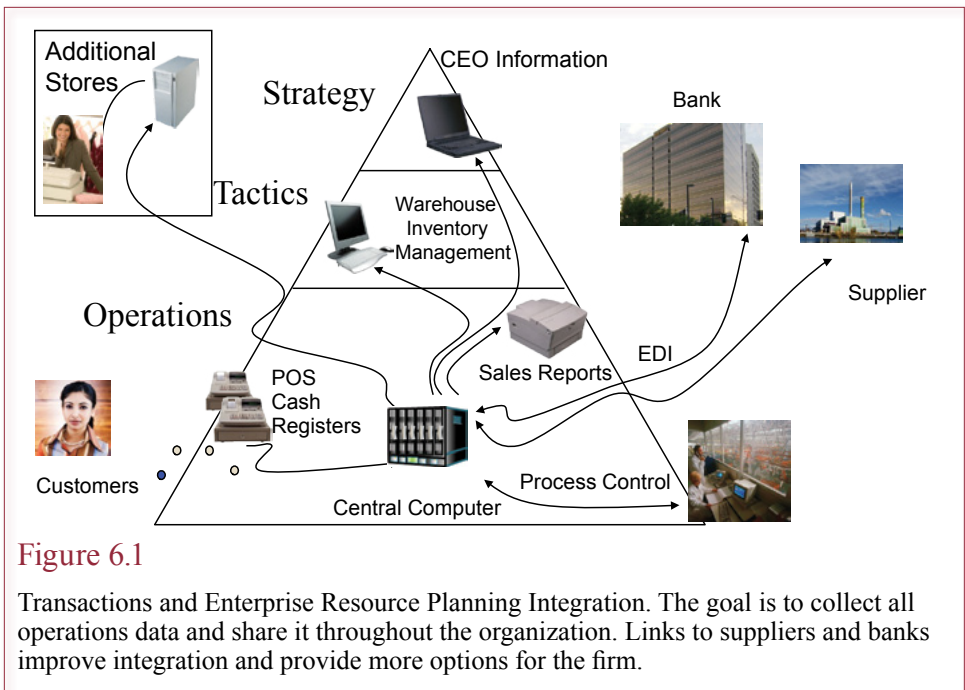 Additional
Stores
CEO Information
Strategy
Bank
Tactics
Warehouse
Inventory
Management
Supplier
Operations
EDI
Sales Reports
POS
Cash
Registers
Customers
Process Control
Central Computer
Figure 6.1
Transactions and Enterprise Resource Planning Integration. The goal is to collect all
operations data and share it throughout the organization. Links to suppliers and banks
improve integration and provide more options for the firm.